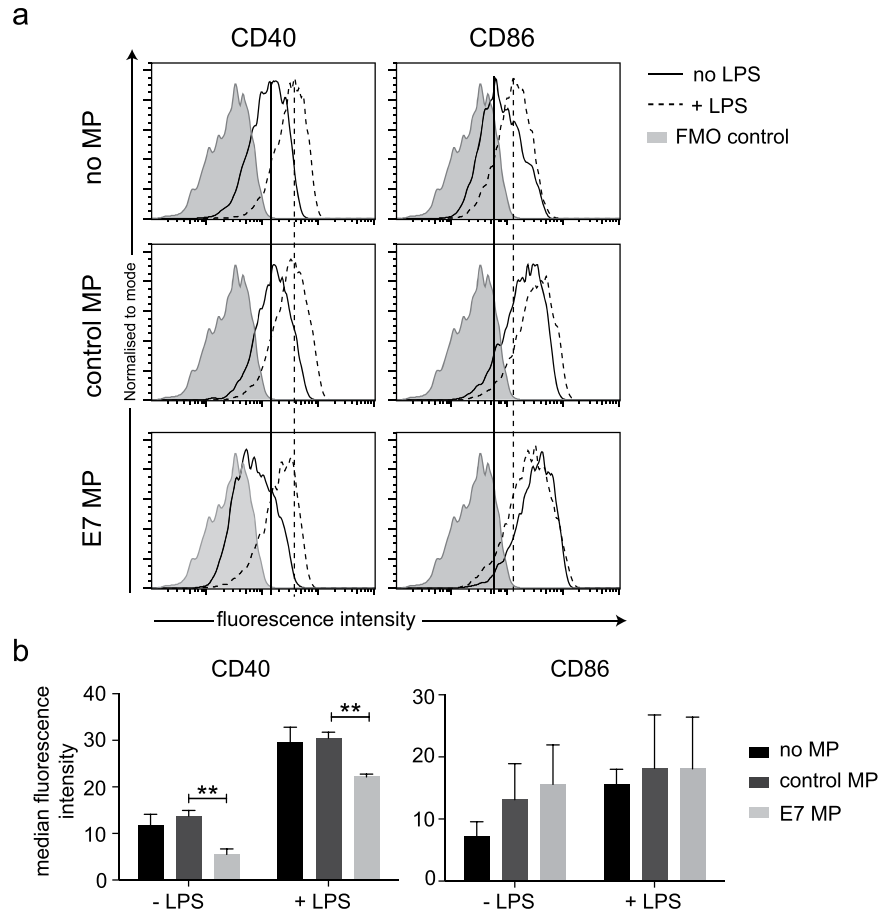 a
CD40
CD86
no LPS
+ LPS
FMO control
no MP
control MP
E7 MP
Normalised to mode
fluorescence intensity
b
CD40
CD86
median fluorescence
intensity
40
30
20
10
0
**
**
- LPS
+ LPS
30
20
10
0
- LPS
+ LPS
no MP
control MP
E7 MP